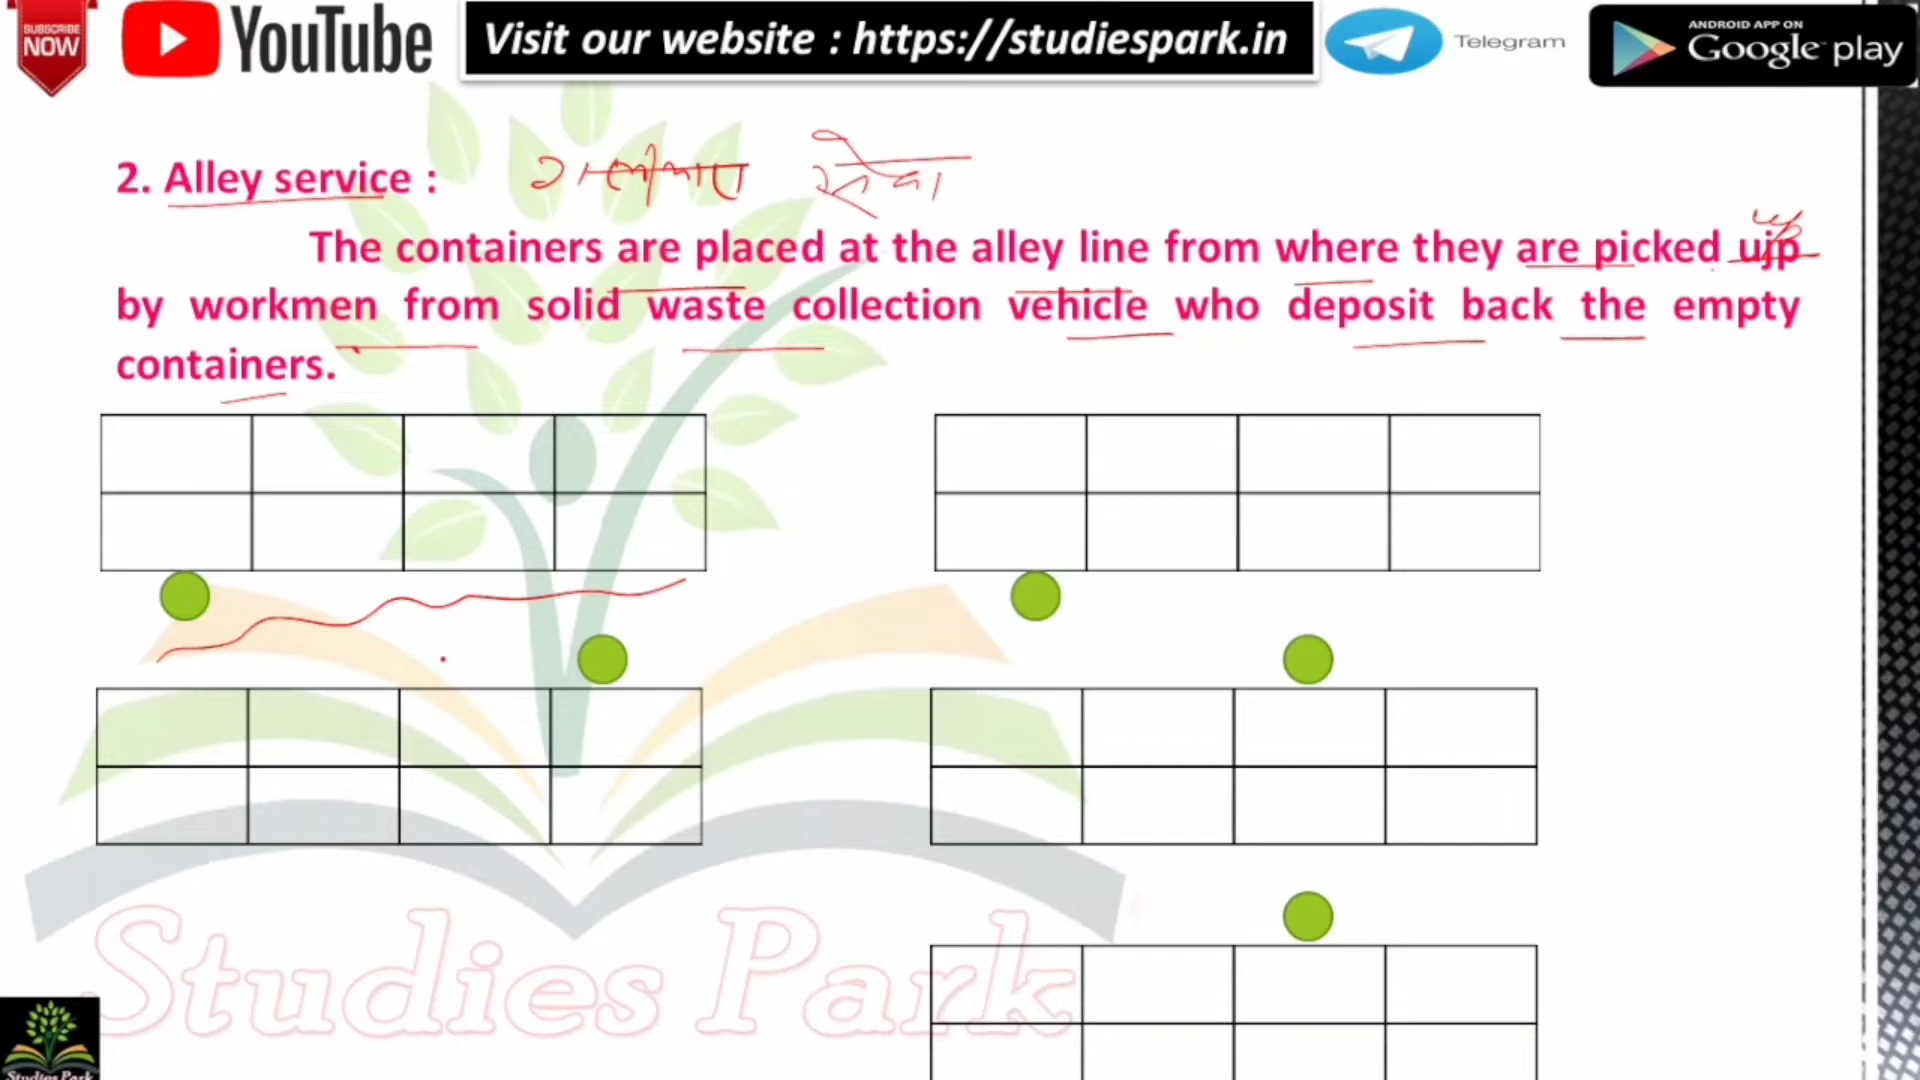 SUBSCRIBE
NOW
YouTube
Visit our website : https://studiespark.in
Telegram
ANDROID APP ON
Google play
2. Alley service :
सेवा
up
The containers are placed at the alley line from where they are picked ujp
by workmen from solid waste collection vehicle who deposit back the empty
containers.
Studies Park
Studies Park